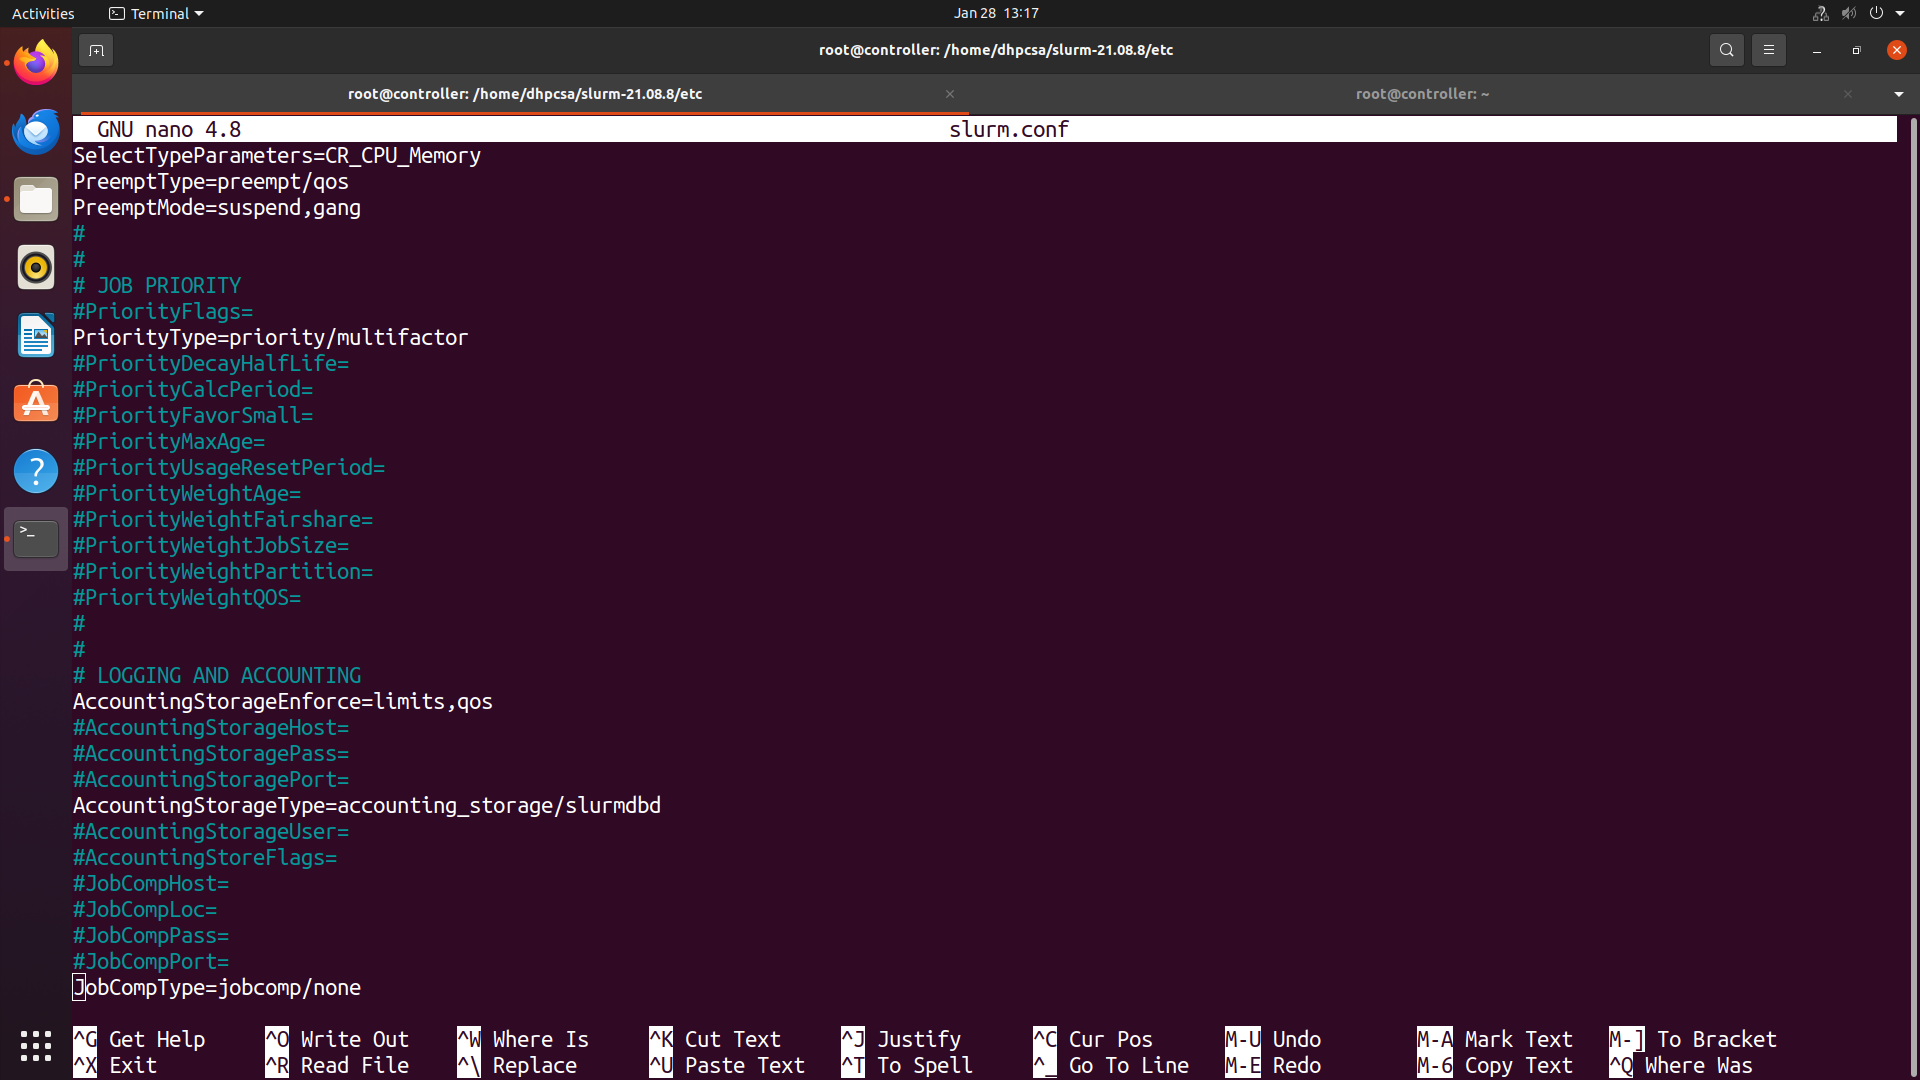 Activities
Terminal
Jan 28 13:17
root@controller: /home/dhpcsa/slurm-21.08.8/etc
root@controller: /home/dhpcsa/slurm-21.08.8/etc
root@controller: ~
GNU nano 4.8 slurm.conf
SelectTypeParameters=CR_CPU_Memory
PreemptType=preempt/qos
PreemptMode=suspend,gang
#
#
# JOB PRIORITY
#PriorityFlags=
PriorityType=priority/multifactor
#PriorityDecayHalfLife=
#PriorityCalcPeriod=
#PriorityFavorSmall=
#PriorityMaxAge=
#PriorityUsageResetPeriod=
#PriorityWeightAge=
#PriorityWeightFairshare=
#PriorityWeightJobSize=
#PriorityWeightPartition=
#PriorityWeightQOS=
#
#
# LOGGING AND ACCOUNTING
AccountingStorageEnforce=limits,qos
#AccountingStorageHost=
#AccountingStoragePass=
#AccountingStoragePort=
AccountingStorageType=accounting_storage/slurmdbd
#AccountingStorageUser=
#AccountingStoreFlags=
#JobCompHost=
#JobCompLoc=
#JobCompPass=
#JobCompPort=
JobCompType=jobcomp/none
^G Get Help ^O Write Out ^W Where Is ^K Cut Text ^J Justify ^C Cur Pos M-U Undo M-A Mark Text M-] To Bracket
^X Exit ^R Read File ^\ Replace ^U Paste Text ^T To Spell ^_ Go To Line M-E Redo M-6 Copy Text ^Q Where Was